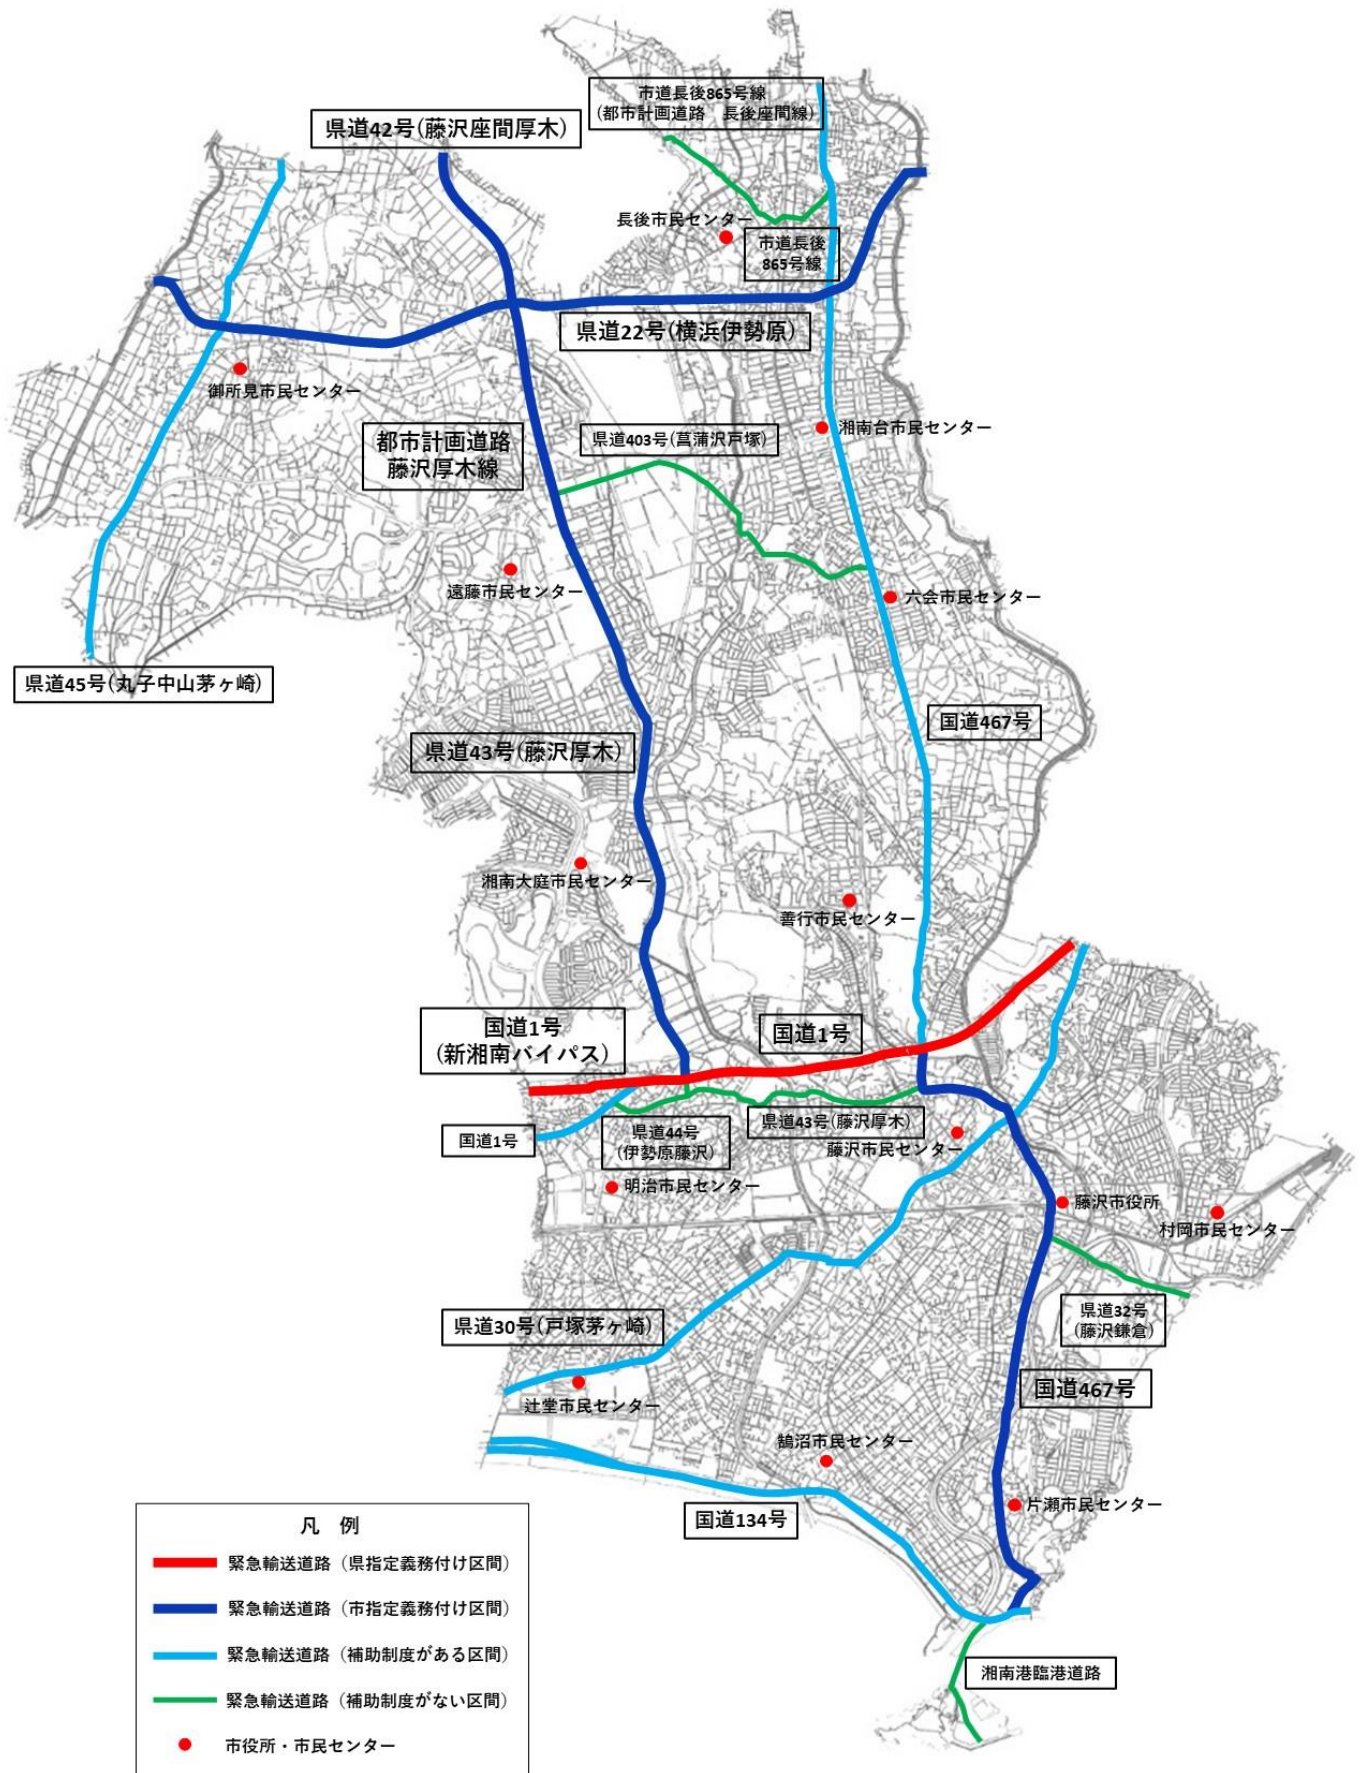 市道長後865号線
(都市計画道路　長後座間線)
県道42号(藤沢座間厚木)
長後市民センター
市道長後
865号線
県道22号(横浜伊勢原)
御所見市民センター
都市計画道路
藤沢厚木線
県道403号(菖蒲沢戸塚)
湘南台市民センター
遠藤市民センター
六会市民センター
県道45号(丸子中山茅ヶ崎)
国道467号
県道43号(藤沢厚木)
湘南大庭市民センター
善行市民センター
国道1号
(新湘南バイパス)
国道1号
国道1号
県道44号
(伊勢原藤沢)
県道43号(藤沢厚木)
藤沢市民センター
明治市民センター
藤沢市役所
村岡市民センター
県道30号(戸塚茅ヶ崎)
県道32号
(藤沢鎌倉)
国道467号
辻堂市民センター
鵠沼市民センター
片瀬市民センター
国道134号
湘南港臨港道路
凡　例
緊急輸送道路（県指定義務付け区間）
緊急輸送道路（市指定義務付け区間）
緊急輸送道路（補助制度がある区間）
緊急輸送道路（補助制度がない区間）
市役所・市民センター